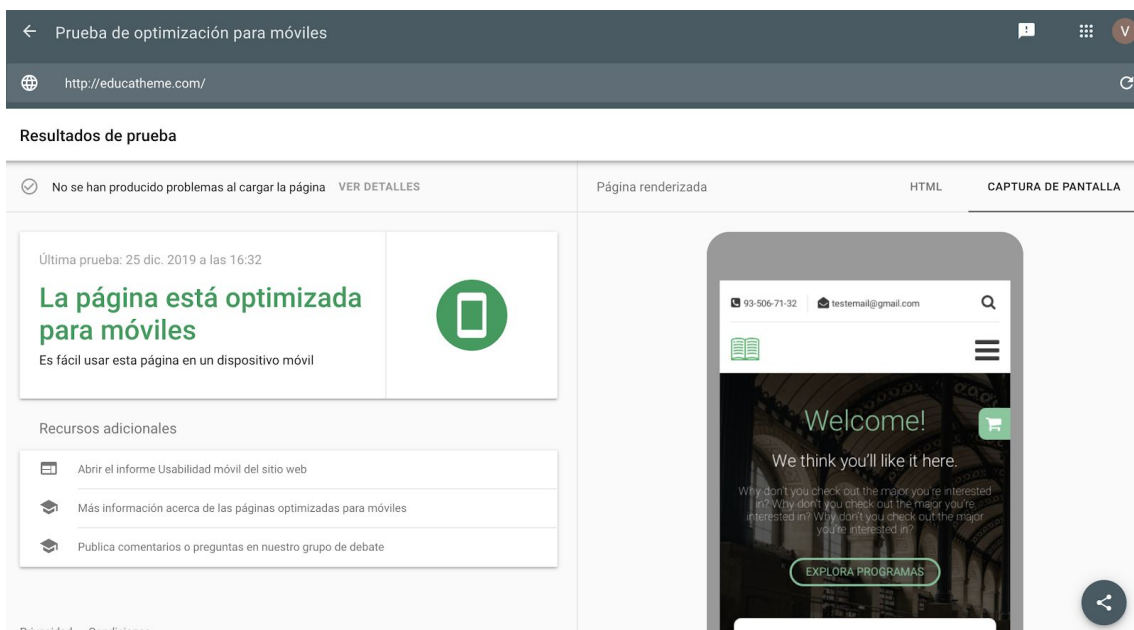 Prueba de optimización para móviles
V
http://educatheme.com/
Resultados de prueba
No se han producido problemas al cargar la página VER DETALLES
Página renderizada HTML CAPTURA DE PANTALLA
Última prueba: 25 dic. 2019 a las 16:32
La página está optimizada
para móviles
Es fácil usar esta página en un dispositivo móvil
Recursos adicionales
Abrir el informe Usabilidad móvil del sitio web
Más información acerca de las páginas optimizadas para móviles
Publica comentarios o preguntas en nuestro grupo de debate
93-506-71-32 testemail@gmail.com
Welcome!
We think you'll like it here.
Why don't you check out the major you're interested
in? Why don't you check out the major you're
interested in? Why don't you check out the major
you're interested in?
EXPLORA PROGRAMAS